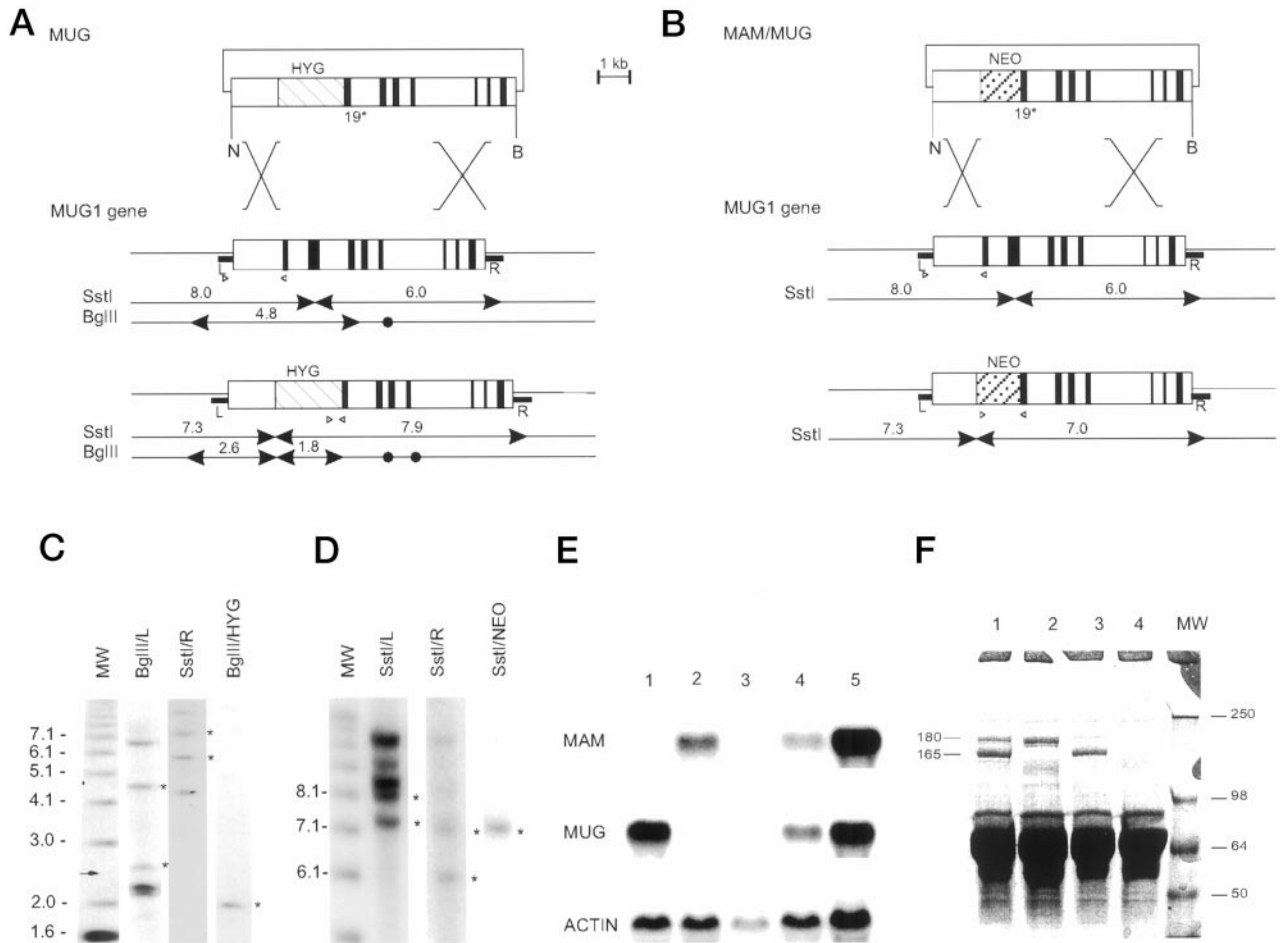 A
MUG
HYG
1 kb
19*
N
B
MUG1 gene
L
R
SstI
8.0
6.0
BglII
4.8
HYG
L
R
SstI
7.3
7.9
BglII
2.6
1.8
B
MAM/MUG
NEO
19*
N
B
MUG1 gene
L
R
SstI
8.0
6.0
NEO
L
R
SstI
7.3
7.0
C
MW
BglII/L
SstI/R
BglII/HYG
7.1 -
6.1 -
5.1 -
4.1 -
3.0 -
2.0 -
1.6 -
*
*
*
*
*
D
MW
SstI/L
SstI/R
SstI/NEO
8.1 -
7.1 -
6.1 -
*
*
*
*
*
E
1 2 3 4 5
MAM
MUG
ACTIN
F
1 2 3 4 MW
180
165
250
98
64
50